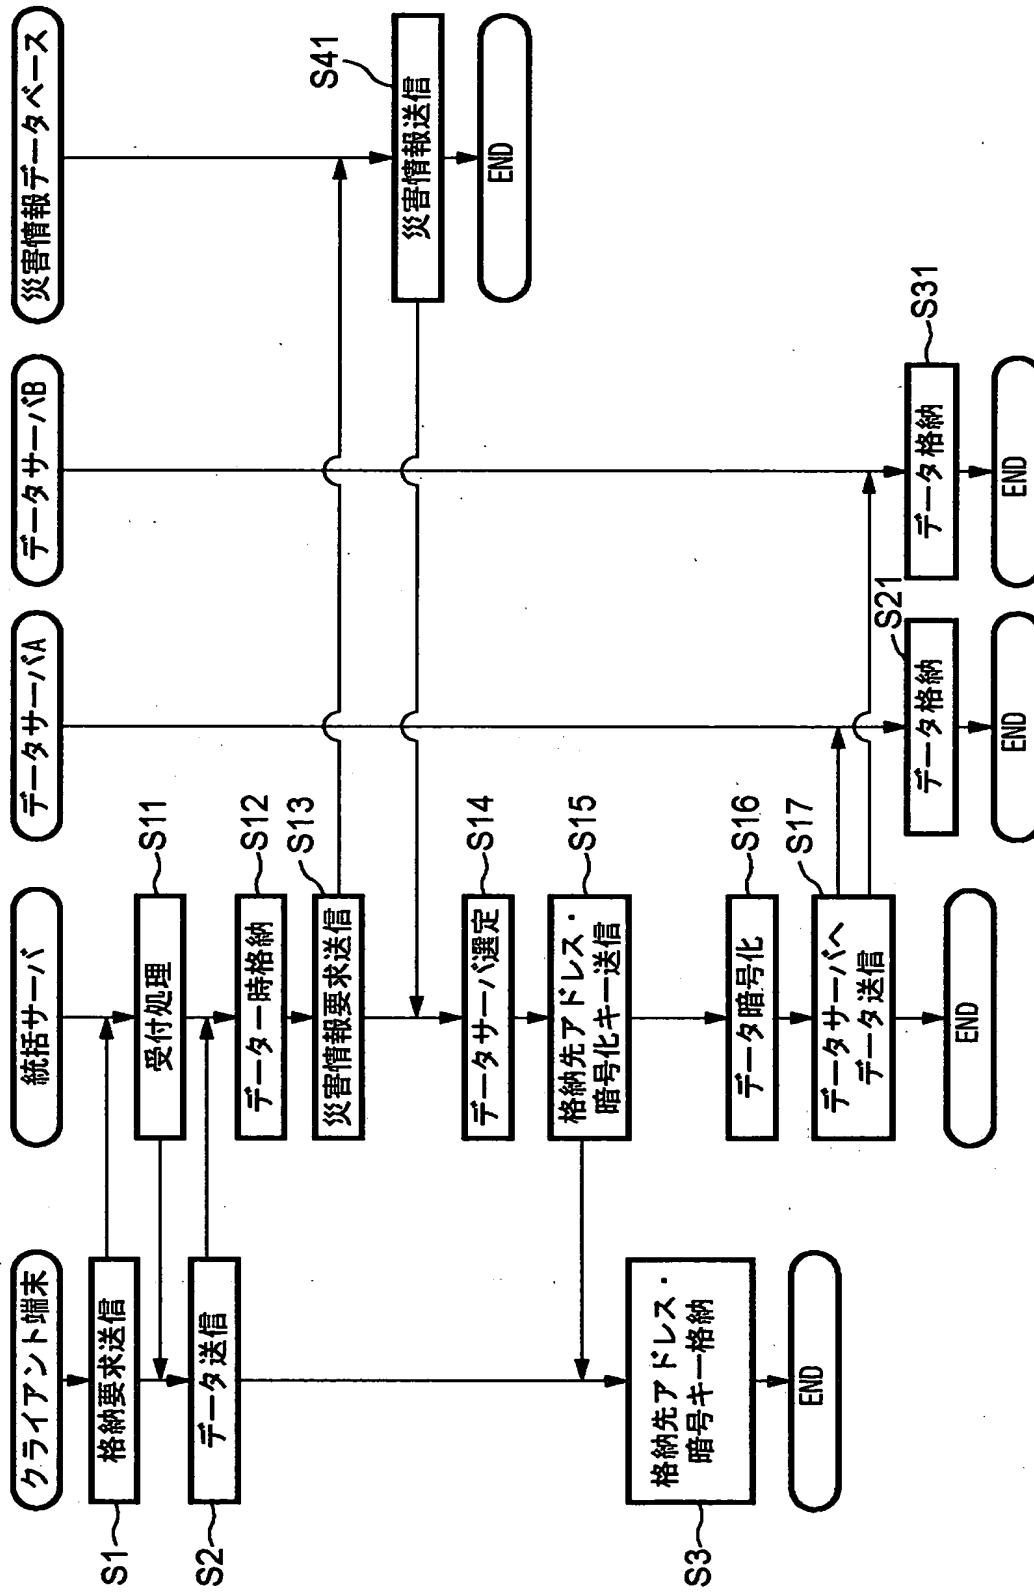 クライアント端末
統括サーバ
データサーバA
データサーバB
災害情報データベース
S1
格納要求送信
受付処理
S11
S2
データ送信
データ一時格納
S12
災害情報要求送信
S13
災害情報送信
S41
END
データサーバ選定
S14
格納先アドレス・
暗号化キー送信
S15
S3
格納先アドレス・
暗号キー格納
END
データ暗号化
S16
データサーバへ
データ送信
S17
データ格納
S21
データ格納
S31
END
END
END